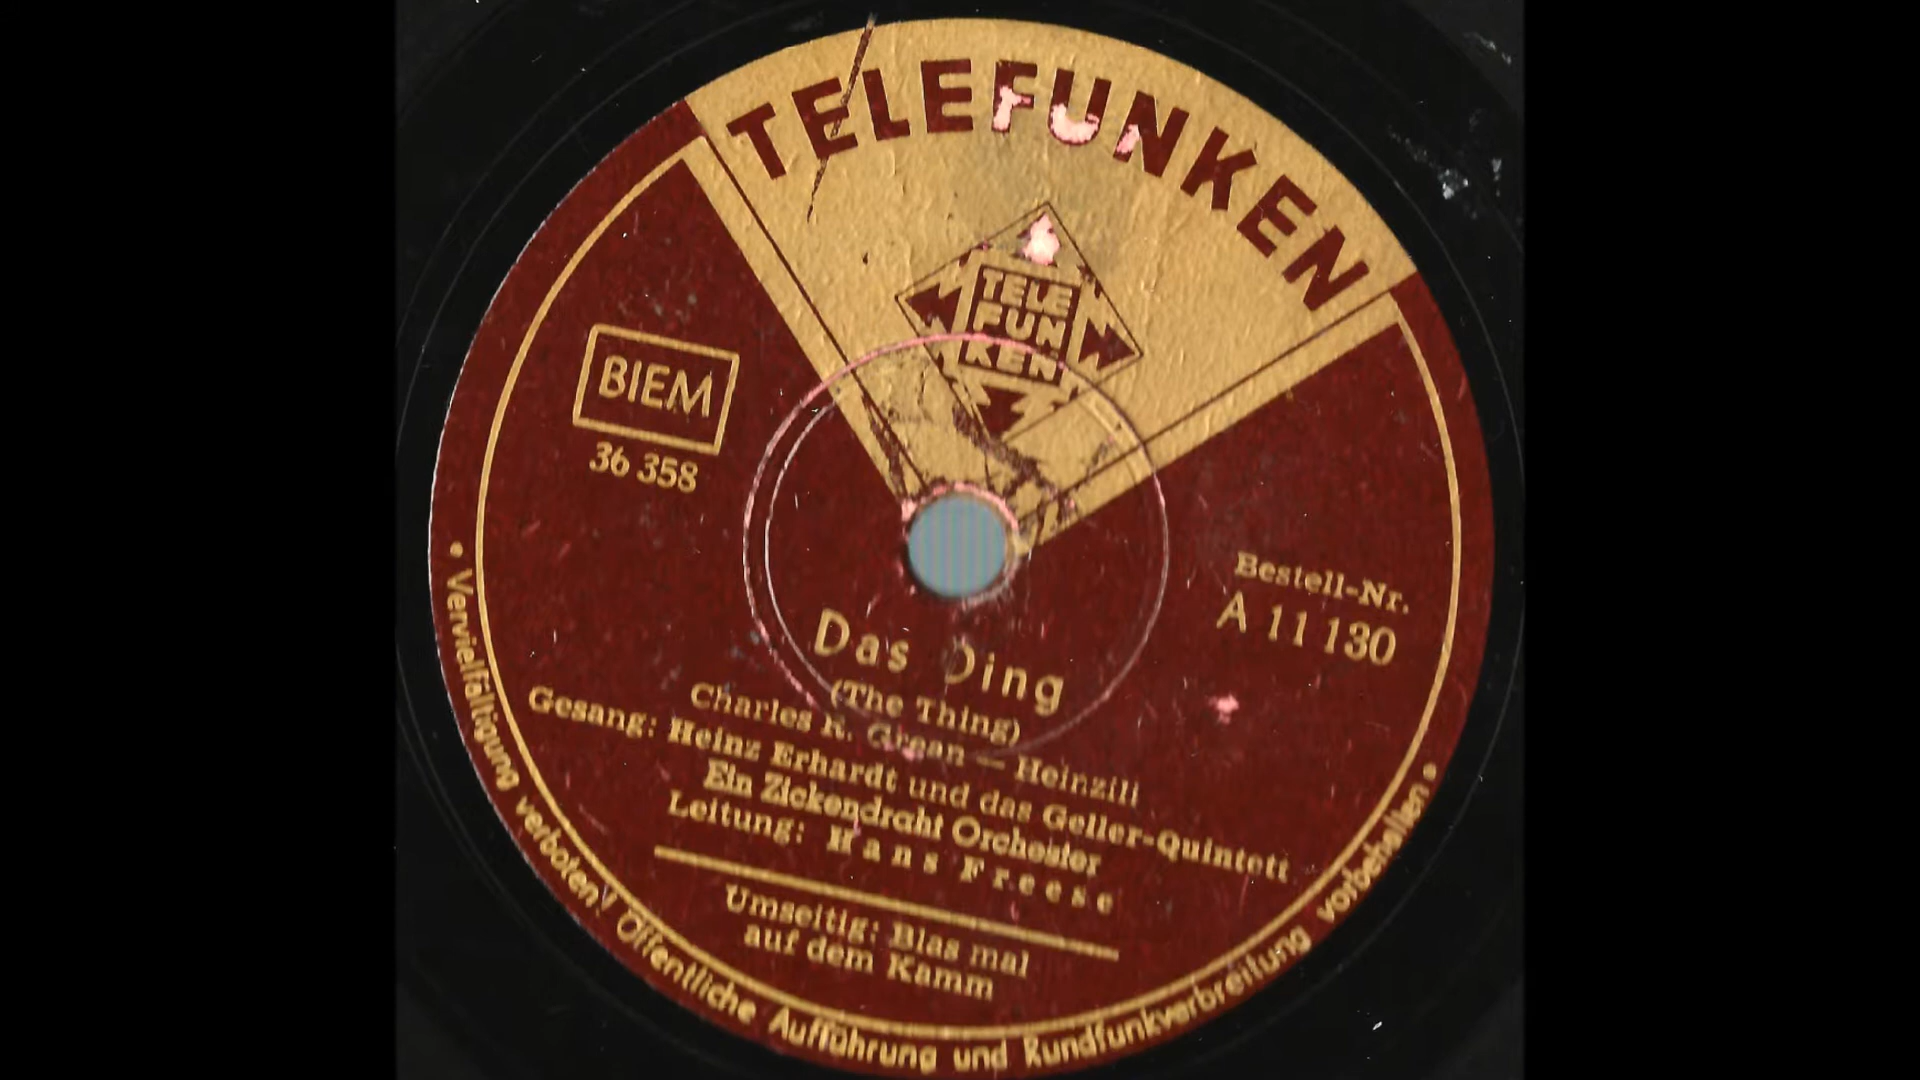 TELEFUNKEN
TELE
FUN
KEN
BIEM
36 358
Bestell-Nr.
A 11 130
Das Ding
(The Thing)
Charles R. Grean — Heinzili
Gesang: Heinz Erhardt und das Geller-Quintett
Ein Zickendraht Orchester
Leitung: Hans Freese
Umseitig: Blas mal
auf dem Kamm
• Vervielfältigung verboten! Öffentliche Aufführung und Rundfunkverbreitung vorbehalten •